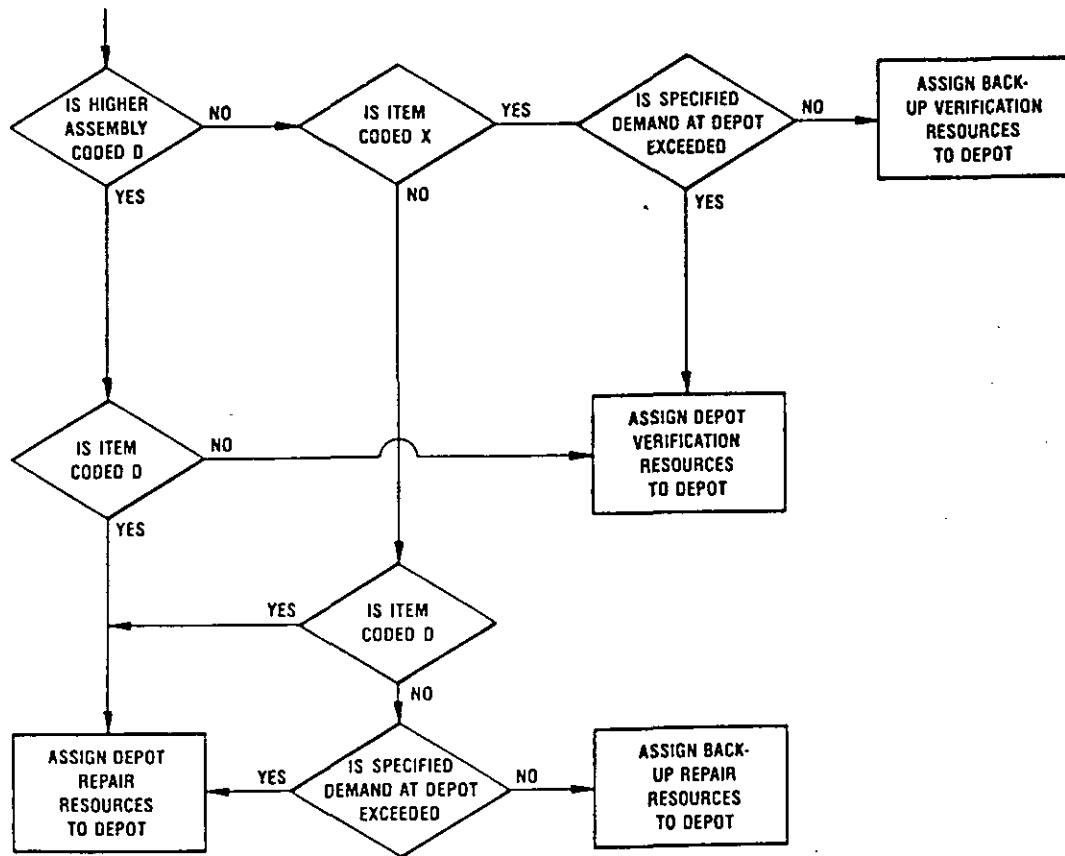 IS HIGHER
ASSEMBLY
CODED D
NO
YES
IS ITEM
CODED X
YES
NO
IS SPECIFIED
DEMAND AT DEPOT
EXCEEDED
NO
YES
ASSIGN BACK-
UP VERIFICATION
RESOURCES
TO DEPOT
IS ITEM
CODED D
NO
YES
ASSIGN DEPOT
VERIFICATION
RESOURCES
TO DEPOT
YES
IS ITEM
CODED D
NO
ASSIGN DEPOT
REPAIR
RESOURCES
TO DEPOT
YES
IS SPECIFIED
DEMAND AT DEPOT
EXCEEDED
NO
ASSIGN BACK-
UP REPAIR
RESOURCES
TO DEPOT